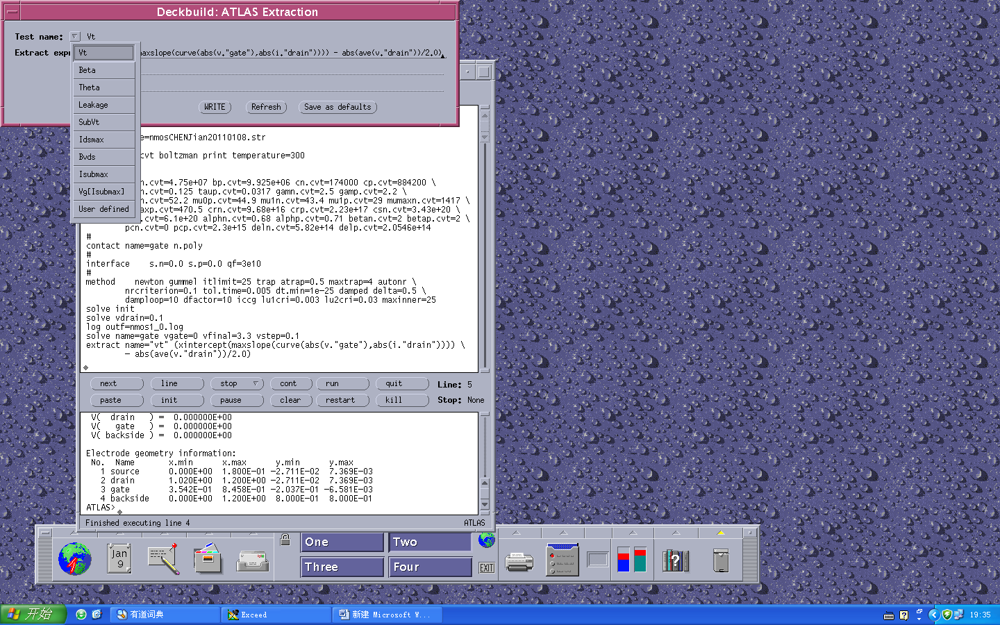 Deckbuild: ATLAS Extraction
Test name: Vt
Extract expr
maxslope(curve(abs(v."gate"),abs(i."drain")))) - abs(ave(v."drain"))/2.0)
Vt
Beta
Theta
Leakage
SubVt
Idsmax
Bvds
Isubmax
Vg[Isubmax]
User defined
WRITE Refresh Save as defaults
e=nmosCHENJian20110108.str
cvt boltzman print temperature=300
n.cvt=4.75e+07 bp.cvt=9.925e+06 cn.cvt=174000 cp.cvt=884200 \
n.cvt=0.125 taup.cvt=0.0317 gamn.cvt=2.5 gamp.cvt=2.2 \
n.cvt=52.2 mu0p.cvt=44.9 mu1n.cvt=43.4 mu1p.cvt=29 mumaxn.cvt=1417 \
axp.cvt=470.5 crn.cvt=9.68e+16 crp.cvt=2.23e+17 csn.cvt=3.43e+20 \
.cvt=6.1e+20 alphn.cvt=0.68 alphp.cvt=0.71 betan.cvt=2 betap.cvt=2 \
pcn.cvt=0 pcp.cvt=2.3e+15 deln.cvt=5.82e+14 delp.cvt=2.0546e+14
#
contact name=gate n.poly
#
interface s.n=0.0 s.p=0.0 qf=3e10
#
method newton gummel itlimit=25 trap atrap=0.5 maxtrap=4 autonr \
nrcriterion=0.1 tol.time=0.005 dt.min=1e-25 damped delta=0.5 \
damploop=10 dfactor=10 iccg lu1cri=0.003 lu2cri=0.03 maxinner=25
solve init
solve vdrain=0.1
log outf=nmos1_0.log
solve name=gate vgate=0 vfinal=3.3 vstep=0.1
extract name="vt" (xintercept(maxslope(curve(abs(v."gate"),abs(i."drain")))) \
- abs(ave(v."drain"))/2.0)
next line stop cont run quit Line: 5
paste init pause clear restart kill Stop: None
V( drain ) = 0.000000E+00
V( gate ) = 0.000000E+00
V( backside ) = 0.000000E+00
Electrode geometry information:
No. Name x.min x.max y.min y.max
1 source 0.000E+00 1.800E-01 -2.711E-02 7.369E-03
2 drain 1.020E+00 1.200E+00 -2.711E-02 7.369E-03
3 gate 3.542E-01 8.458E-01 -2.037E-01 -6.581E-03
4 backside 0.000E+00 1.200E+00 8.000E-01 8.000E-01
ATLAS>
Finished executing line 4 ATLAS
One Two
Jan
9
Three Four EXIT
开始 有道词典 Exceed 新建 Microsoft W... 19:35